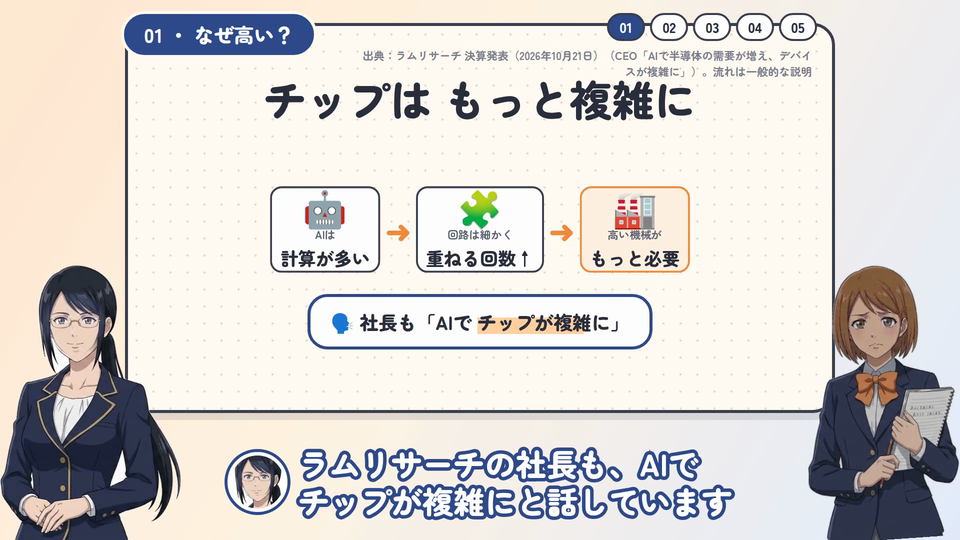 01 ・ なぜ高い？
01 02 03 04 05
出典：ラムリサーチ 決算発表（2026年10月21日）（CEO「AIで半導体の需要が増え、デバイ
スが複雑に」）。流れは一般的な説明
チップは もっと複雑に
AIは
計算が多い
回路は細かく
重ねる回数↑
高い機械が
もっと必要
社長も「AIで チップが複雑に」
ラムリサーチの社長も、AIで
チップが複雑にと話しています